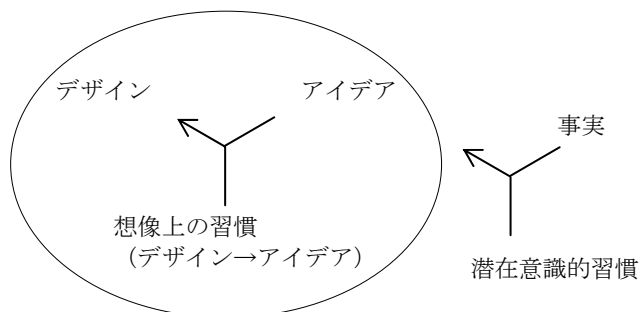 デザイン
アイデア
事実
想像上の習慣
（デザイン→アイデア）
潜在意識的習慣